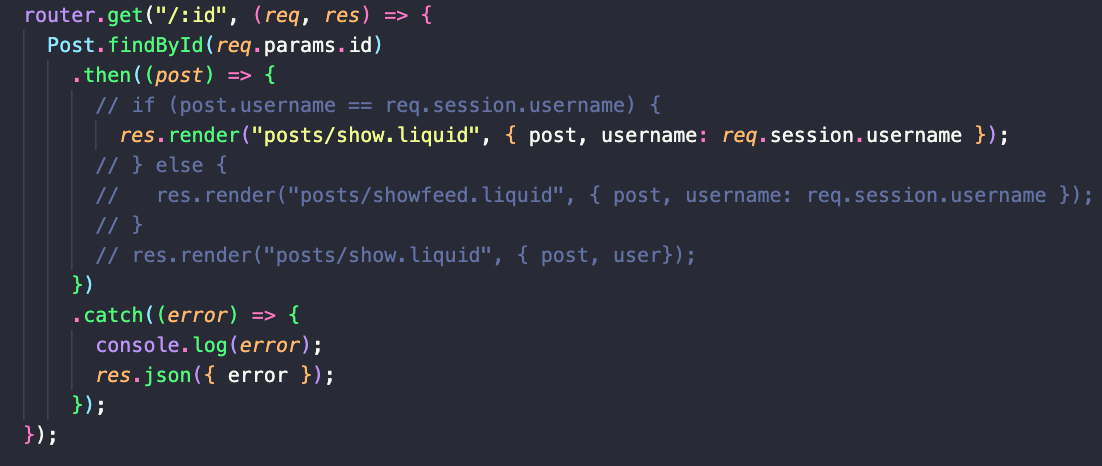 router.get("/:id", (req, res) => {
  Post.findById(req.params.id)
    .then((post) => {
      // if (post.username == req.session.username) {
        res.render("posts/show.liquid", { post, username: req.session.username });
      // } else {
      //   res.render("posts/showfeed.liquid", { post, username: req.session.username });
      // }
      // res.render("posts/show.liquid", { post, user});
    })
    .catch((error) => {
      console.log(error);
      res.json({ error });
    });
});